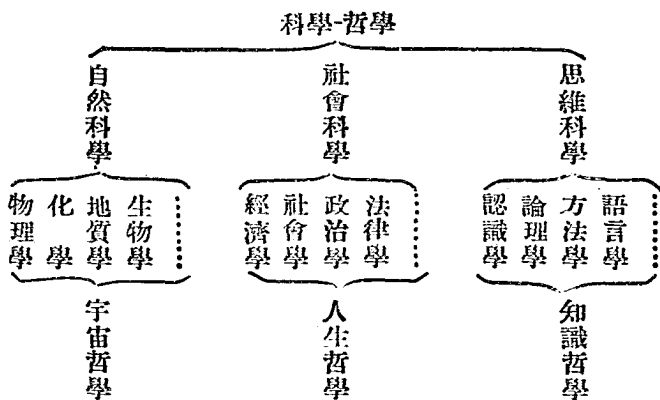 科學-哲學
自然科學
社會科學
思維科學
物理學
化學
地質學
生物學
經濟學
社會學
政治學
法律學
認識學
論理學
方法學
語言學
宇宙哲學
人生哲學
知識哲學